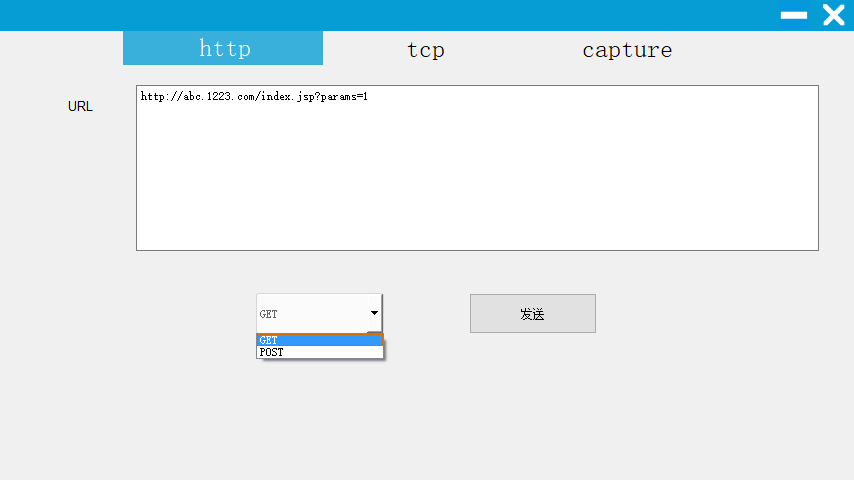 http tcp capture
URL
http://abc.1223.com/index.jsp?params=1
GET
发送
GET
POST